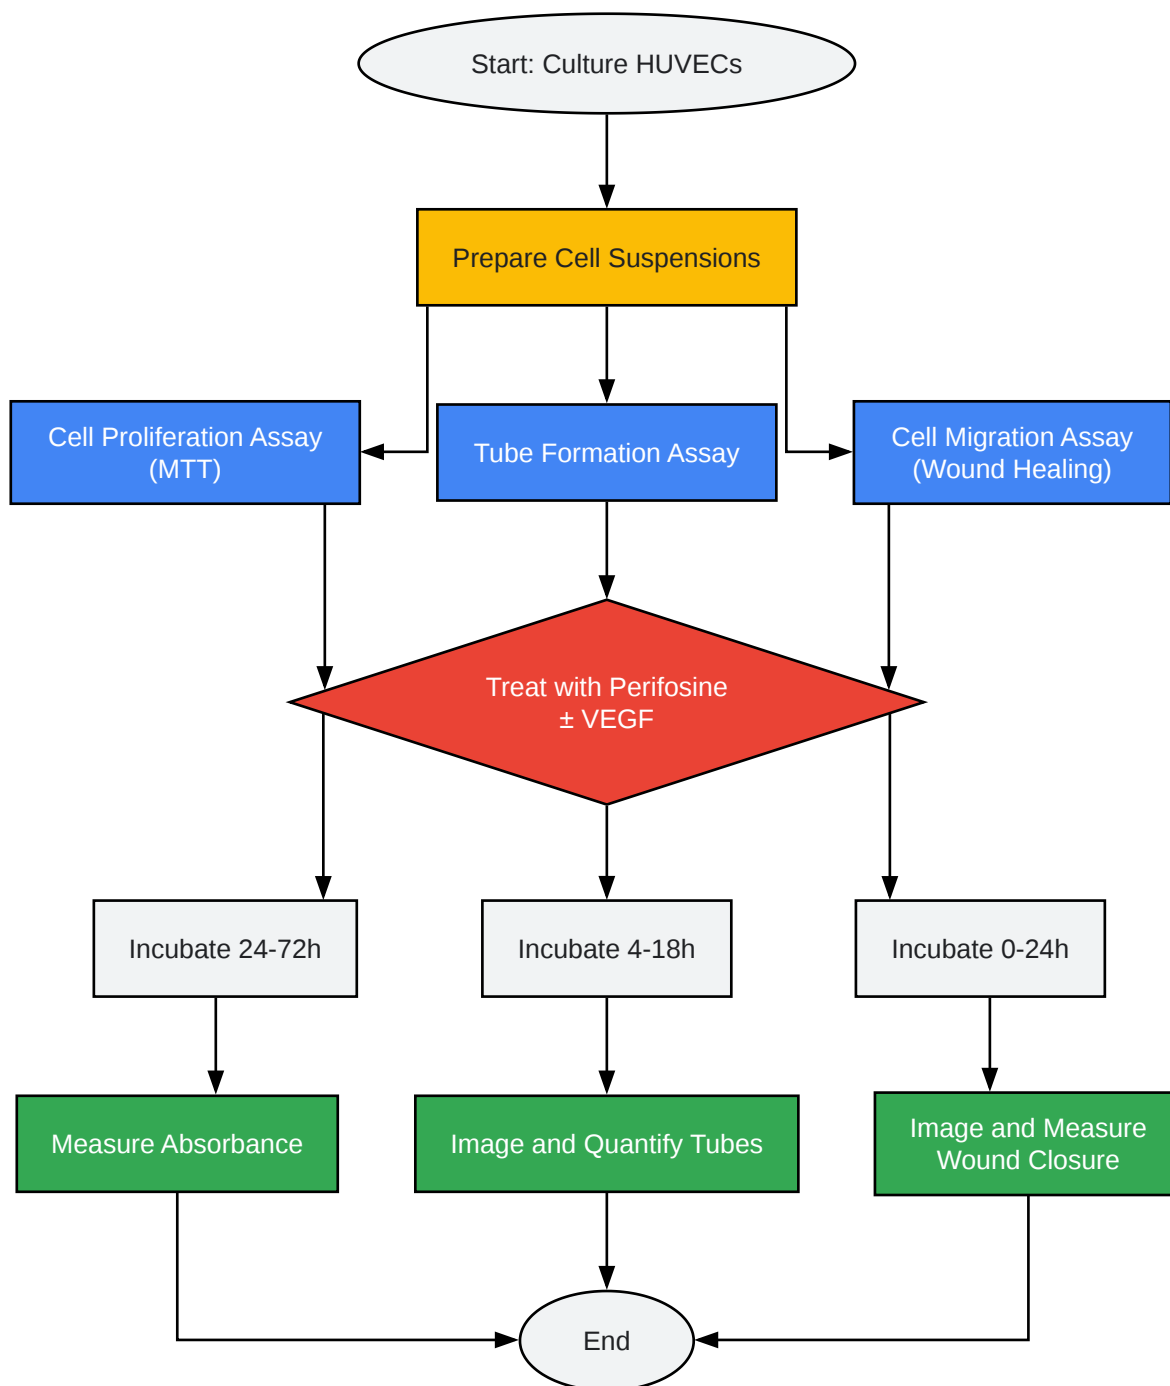 Start: Culture HUVECs
Prepare Cell Suspensions
Cell Proliferation Assay
(MTT)
Tube Formation Assay
Cell Migration Assay
(Wound Healing)
Treat with Perifosine
± VEGF
Incubate 24-72h
Incubate 4-18h
Incubate 0-24h
Measure Absorbance
Image and Quantify Tubes
Image and Measure
Wound Closure
End